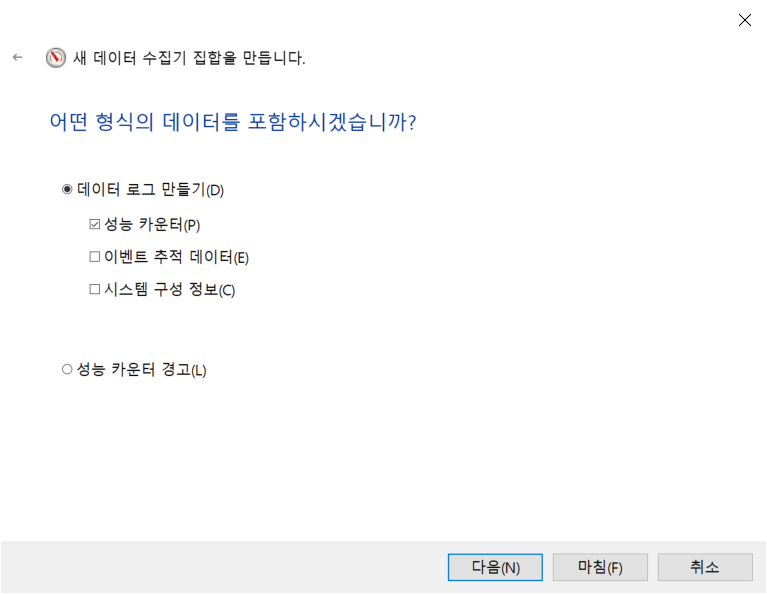 새 데이터 수집기 집합을 만듭니다.
어떤 형식의 데이터를 포함하시겠습니까?
데이터 로그 만들기(D)
성능 카운터(P)
이벤트 추적 데이터(E)
시스템 구성 정보(C)
성능 카운터 경고(L)
다음(N)
마침(F)
취소